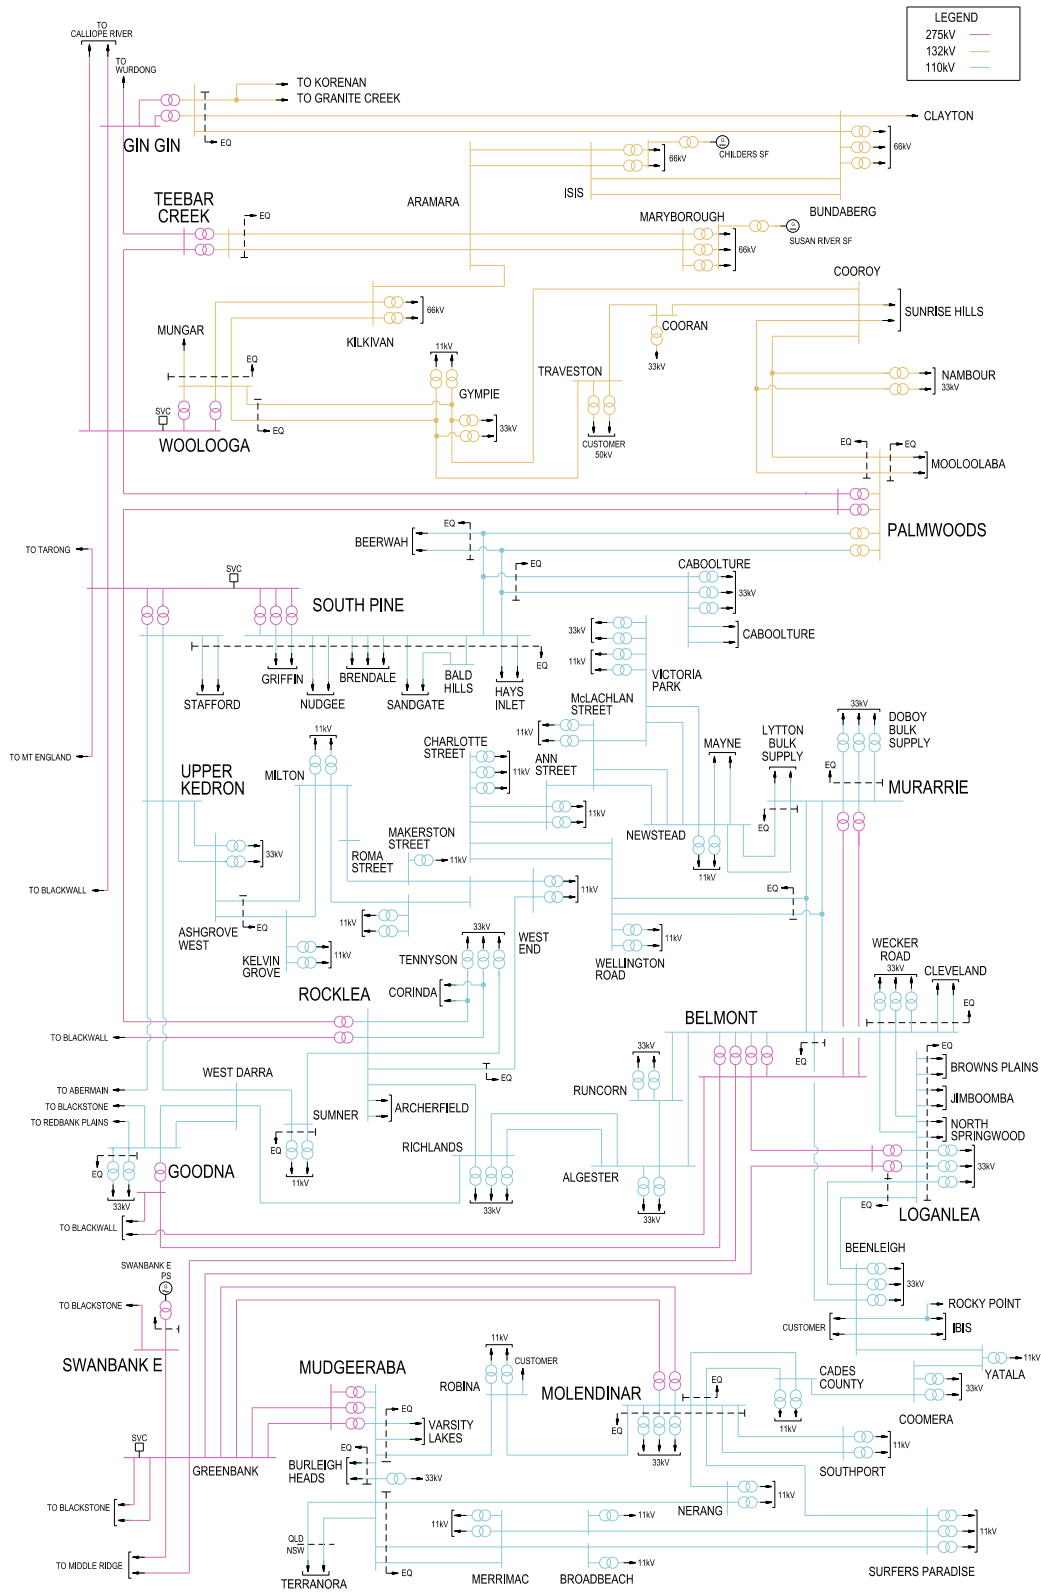 TO
CALLIOPE RIVER
LEGEND
275kV
132kV
110kV
TO
WURDONG
TO KORENAN
TO GRANITE CREEK
CLAYTON
GIN GIN
EQ
66kV
G
CHILDERS SF
66kV
ISIS
ARAMARA
BUNDABERG
TEEBAR
CREEK
EQ
MARYBOROUGH
G
SUSAN RIVER SF
66kV
COOROY
SUNRISE HILLS
66kV
COORAN
KILKIVAN
MUNGAR
EQ
11kV
33kV
TRAVESTON
NAMBOUR
33kV
GYMPIE
SVC
EQ
33kV
WOOLOOGA
CUSTOMER
50kV
EQ
EQ
MOOLOOLABA
PALMWOODS
EQ
BEERWAH
TO TARONG
SVC
EQ
CABOOLTURE
33kV
SOUTH PINE
CABOOLTURE
33kV
11kV
EQ
VICTORIA
PARK
GRIFFIN
BRENDALE
BALD
HILLS
HAYS
INLET
STAFFORD
NUDGEE
SANDGATE
McLACHLAN
STREET
33kV
DOBOY
BULK
SUPPLY
11kV
11kV
MAYNE
LYTTON
BULK
SUPPLY
TO MT ENGLAND
CHARLOTTE
STREET
ANN
STREET
11kV
EQ
UPPER
KEDRON
MILTON
MURARRIE
11kV
EQ
NEWSTEAD
MAKERSTON
STREET
33kV
ROMA
STREET
11kV
11kV
TO BLACKWALL
11kV
EQ
11kV
ASHGROVE
WEST
EQ
WEST
END
11kV
33kV
KELVIN
GROVE
11kV
TENNYSON
WELLINGTON
ROAD
WECKER
ROAD
33kV
CLEVELAND
CORINDA
ROCKLEA
BELMONT
EQ
TO BLACKWALL
33kV
EQ
EQ
WEST DARRA
EQ
BROWNS PLAINS
TO ABERMAIN
RUNCORN
JIMBOOMBA
TO BLACKSTONE
SUMNER
ARCHERFIELD
TO REDBANK PLAINS
NORTH
SPRINGWOOD
EQ
RICHLANDS
EQ
GOODNA
11kV
ALGESTER
33kV
33kV
33kV
33kV
EQ
LOGANLEA
TO BLACKWALL
BEENLEIGH
SWANBANK E
PS
G
33kV
TO BLACKSTONE
EQ
ROCKY POINT
CUSTOMER
IBIS
SWANBANK E
11kV
CUSTOMER
11kV
YATALA
MUDGEERABA
ROBINA
MOLENDINAR
EQ
CADES
COUNTY
33kV
COOMERA
EQ
VARSITY
LAKES
EQ
11kV
SVC
EQ
11kV
GREENBANK
BURLEIGH
HEADS
33kV
33kV
SOUTHPORT
TO BLACKSTONE
11kV
NERANG
11kV
11kV
11kV
QLD
NSW
TO MIDDLE RIDGE
EQ
11kV
TERRANORA
MERRIMAC
BROADBEACH
SURFERS PARADISE